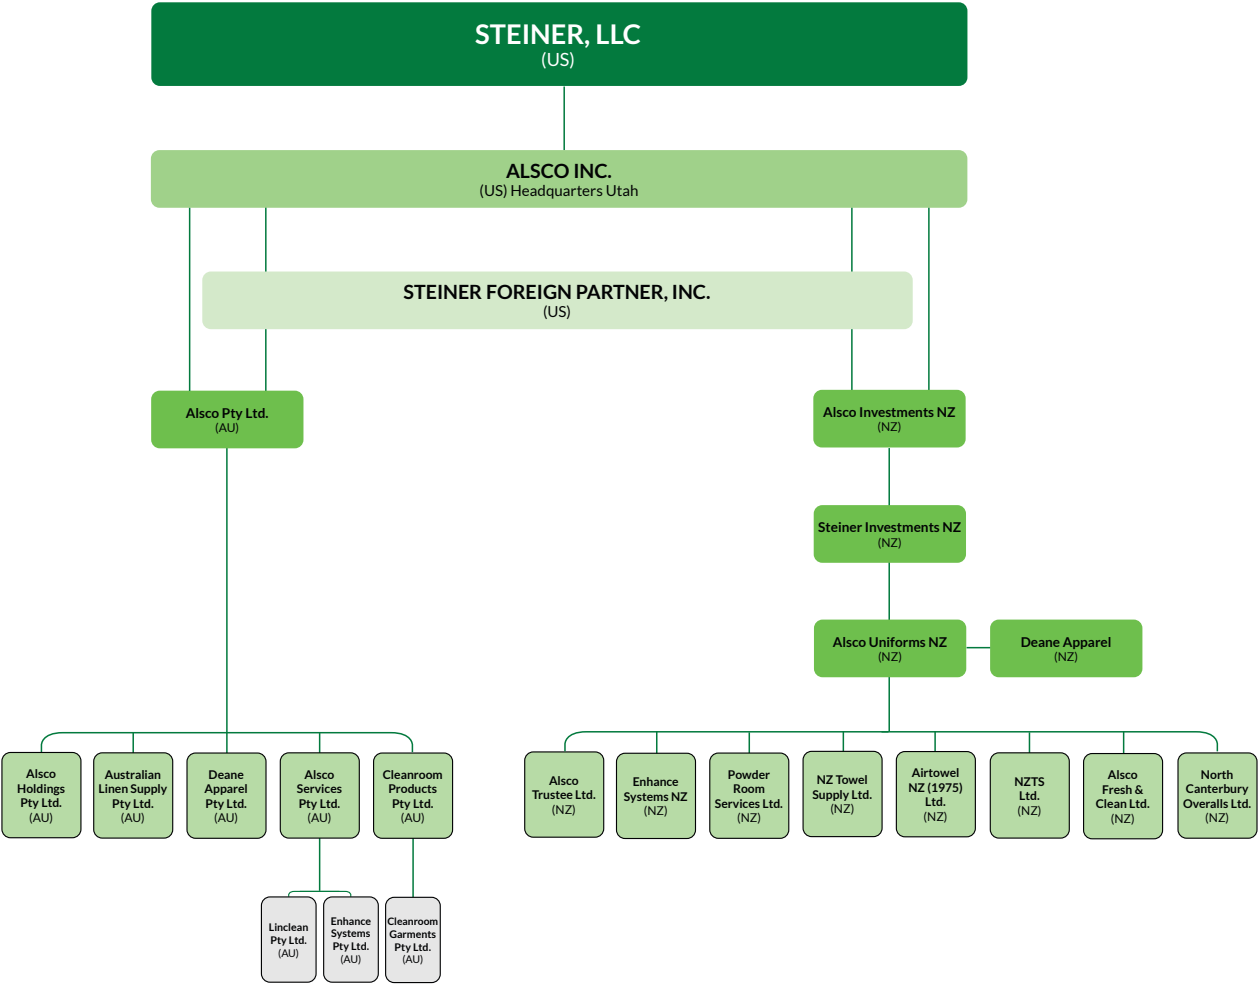 STEINER, LLC
(US)
ALSCO INC.
(US) Headquarters Utah
STEINER FOREIGN PARTNER, INC.
(US)
Alsco Pty Ltd.
(AU)
Alsco Investments NZ
(NZ)
Steiner Investments NZ
(NZ)
Alsco Uniforms NZ
(NZ)
Deane Apparel
(NZ)
Alsco
Holdings
Pty Ltd.
(AU)
Australian
Linen Supply
Pty Ltd.
(AU)
Deane
Apparel
Pty Ltd.
(AU)
Alsco
Services
Pty Ltd.
(AU)
Cleanroom
Products
Pty Ltd.
(AU)
Alsco
Trustee Ltd.
(NZ)
Enhance
Systems NZ
(NZ)
Powder
Room
Services Ltd.
(NZ)
NZ Towel
Supply Ltd.
(NZ)
Airtowel
NZ (1975)
Ltd.
(NZ)
NZTS
Ltd.
(NZ)
Alsco
Fresh &
Clean Ltd.
(NZ)
North
Canterbury
Overalls Ltd.
(NZ)
Linclean
Pty Ltd.
(AU)
Enhance
Systems
Pty Ltd.
(AU)
Cleanroom
Garments
Pty Ltd.
(AU)